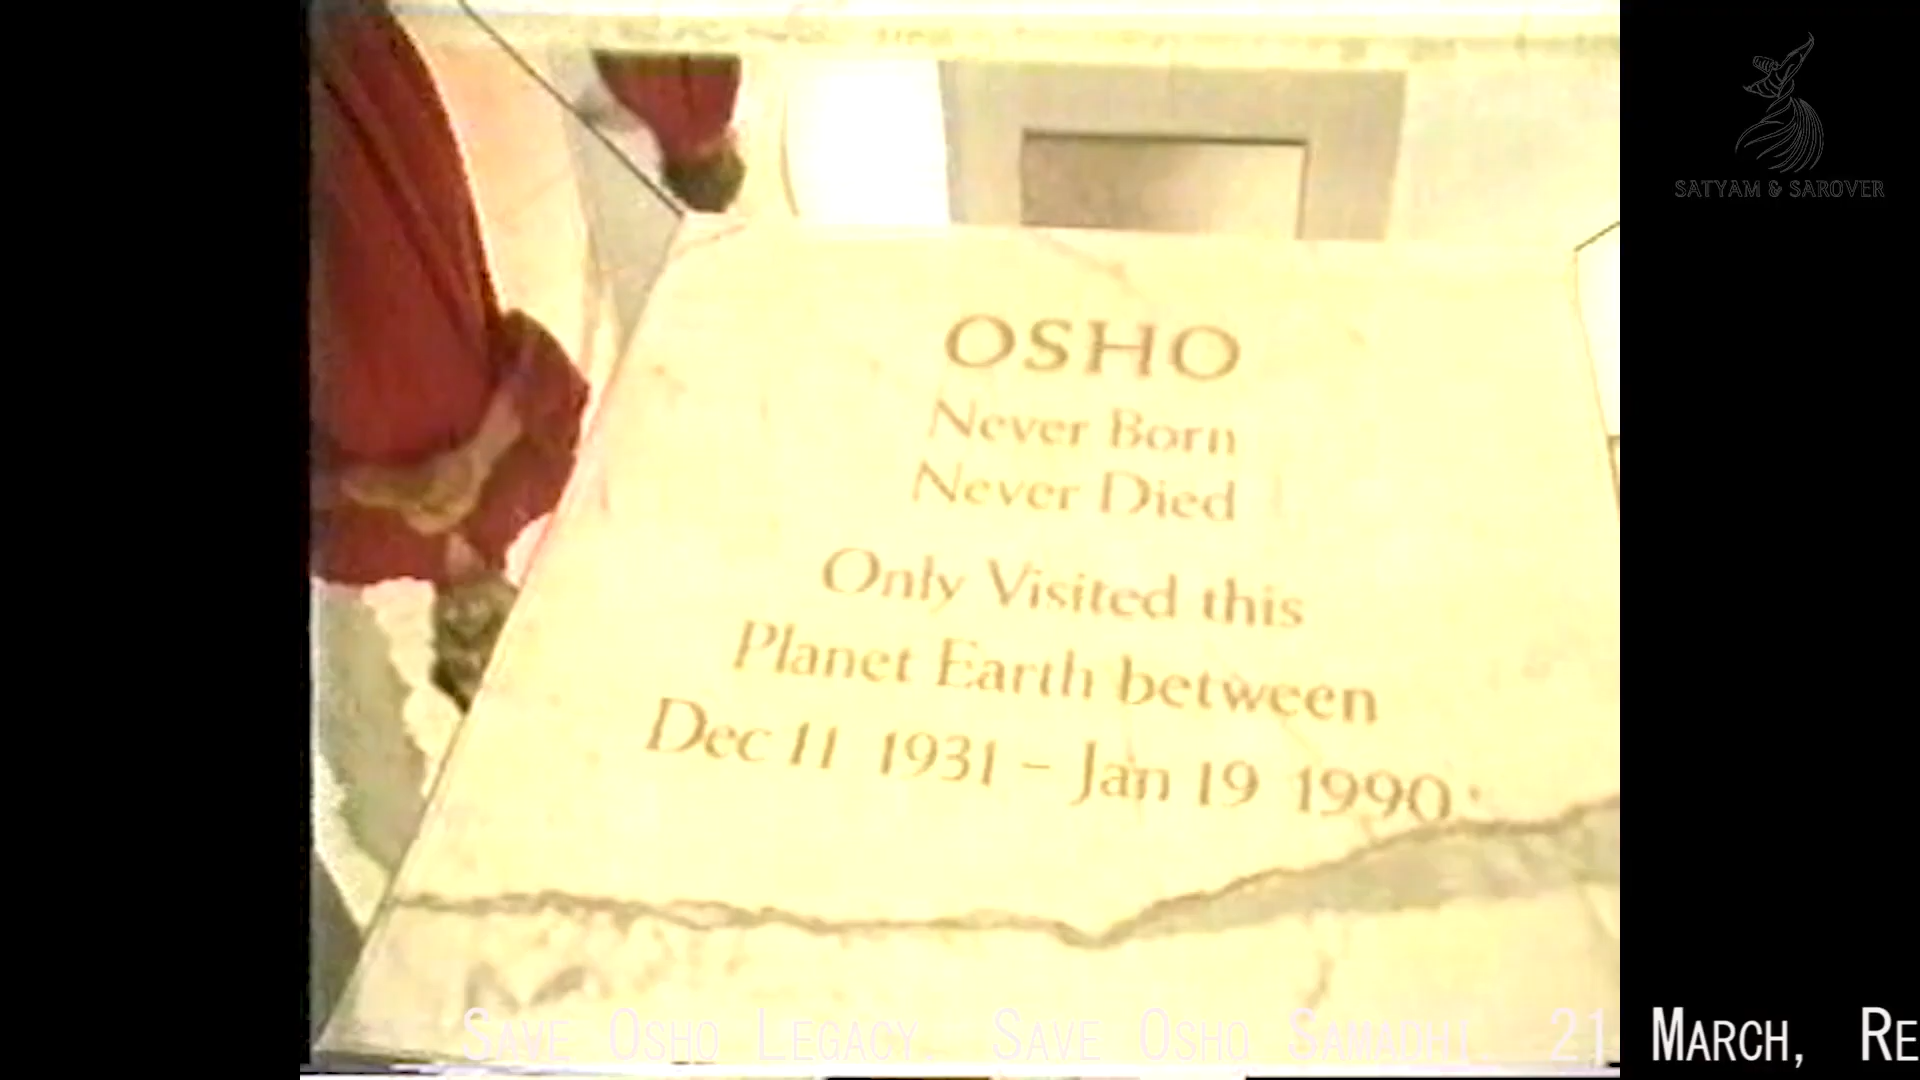 SATYAM & SAROVER
OSHO
Never Born
Never Died
Only Visited this
Planet Earth between
Dec 11 1931 – Jan 19 1990
SAVE OSHO LEGACY. SAVE OSHO SAMADHI. 21 MARCH, RE